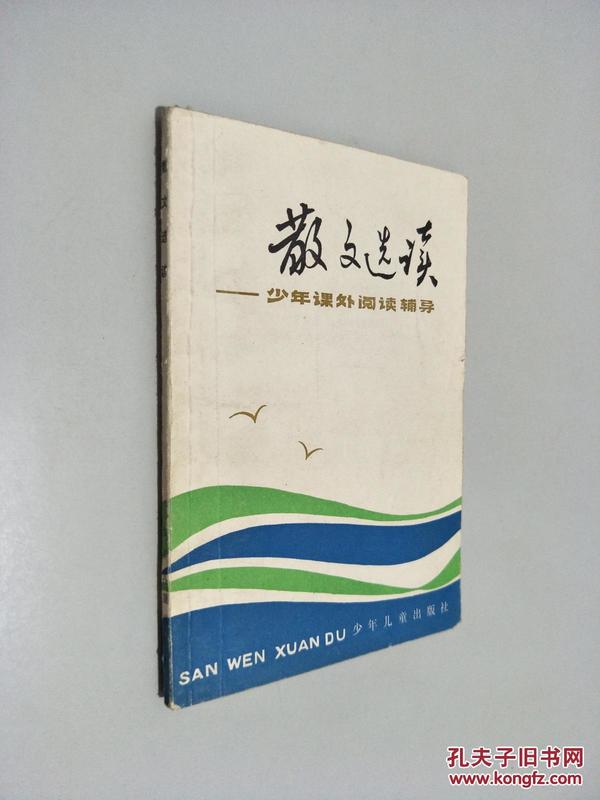 散文选读
——少年课外阅读辅导
SAN WEN XUAN DU 少年儿童出版社
孔夫子旧书网
www.kongfz.com